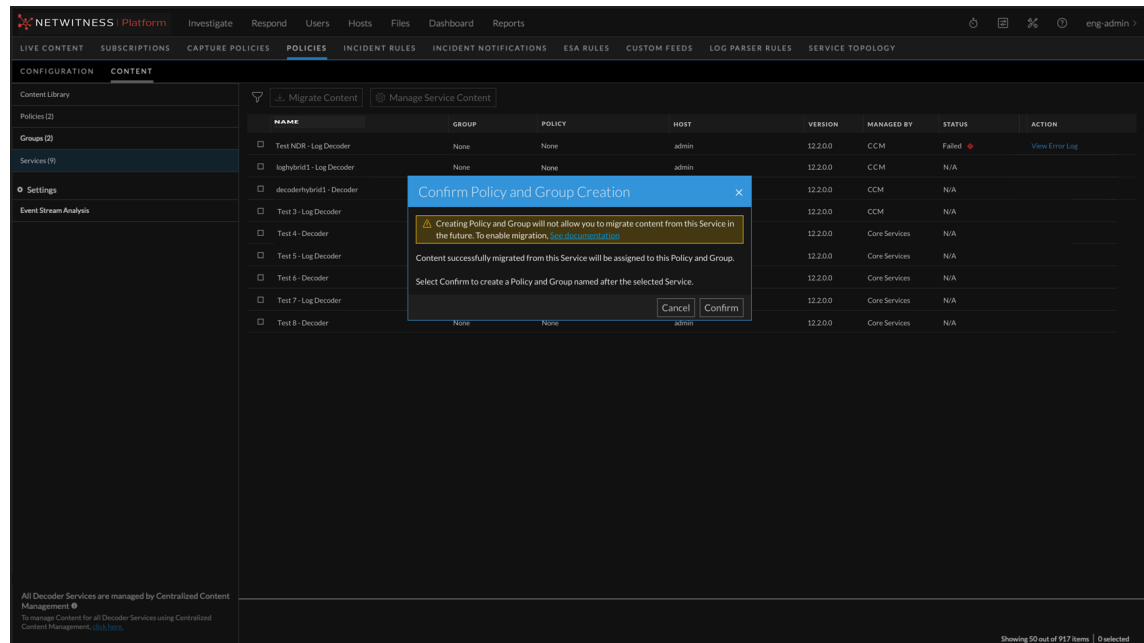 NETWITNESS Platform Investigate Respond Users Hosts Files Dashboard Reports eng-admin >
LIVE CONTENT SUBSCRIPTIONS CAPTURE POLICIES POLICIES INCIDENT RULES INCIDENT NOTIFICATIONS ESA RULES CUSTOM FEEDS LOG PARSER RULES SERVICE TOPOLOGY
CONFIGURATION CONTENT
Content Library
Policies (2)
Groups (2)
Services (9)
Settings
Event Stream Analysis
Migrate Content Manage Service Content
NAME GROUP POLICY HOST VERSION MANAGED BY STATUS ACTION
Test NDR - Log Decoder None None admin 12.2.0.0 CCM Failed View Error Log
loghybrid1 - Log Decoder None None admin 12.2.0.0 CCM N/A
decoderhybrid1 - Decoder 12.2.0.0 CCM N/A
Test 3 - Log Decoder 12.2.0.0 CCM N/A
Test 4 - Decoder 12.2.0.0 Core Services N/A
Test 5 - Log Decoder 12.2.0.0 Core Services N/A
Test 6 - Decoder 12.2.0.0 Core Services N/A
Test 7 - Log Decoder 12.2.0.0 Core Services N/A
Test 8 - Decoder None None admin 12.2.0.0 Core Services N/A
Confirm Policy and Group Creation ×
Creating Policy and Group will not allow you to migrate content from this Service in
the future. To enable migration, See documentation
Content successfully migrated from this Service will be assigned to this Policy and Group.
Select Confirm to create a Policy and Group named after the selected Service.
Cancel Confirm
All Decoder Services are managed by Centralized Content
Management
To manage Content for all Decoder Services using Centralized
Content Management, click here.
Showing 50 out of 917 items | 0 selected